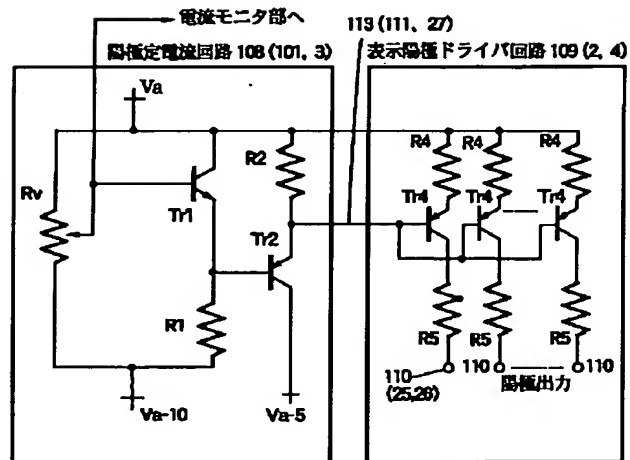 電流モニタ部へ
113 (111, 27)
陽極定電流回路 108 (101, 3)
表示陽極ドライバ回路 109 (2, 4)
Va
R2
R4
R4
R4
Rv
Tr1
Tr4
Tr4
Tr4
Tr2
R1
R5
R5
R5
110
(25,26)
110
110
陽極出力
Va-10
Va-5